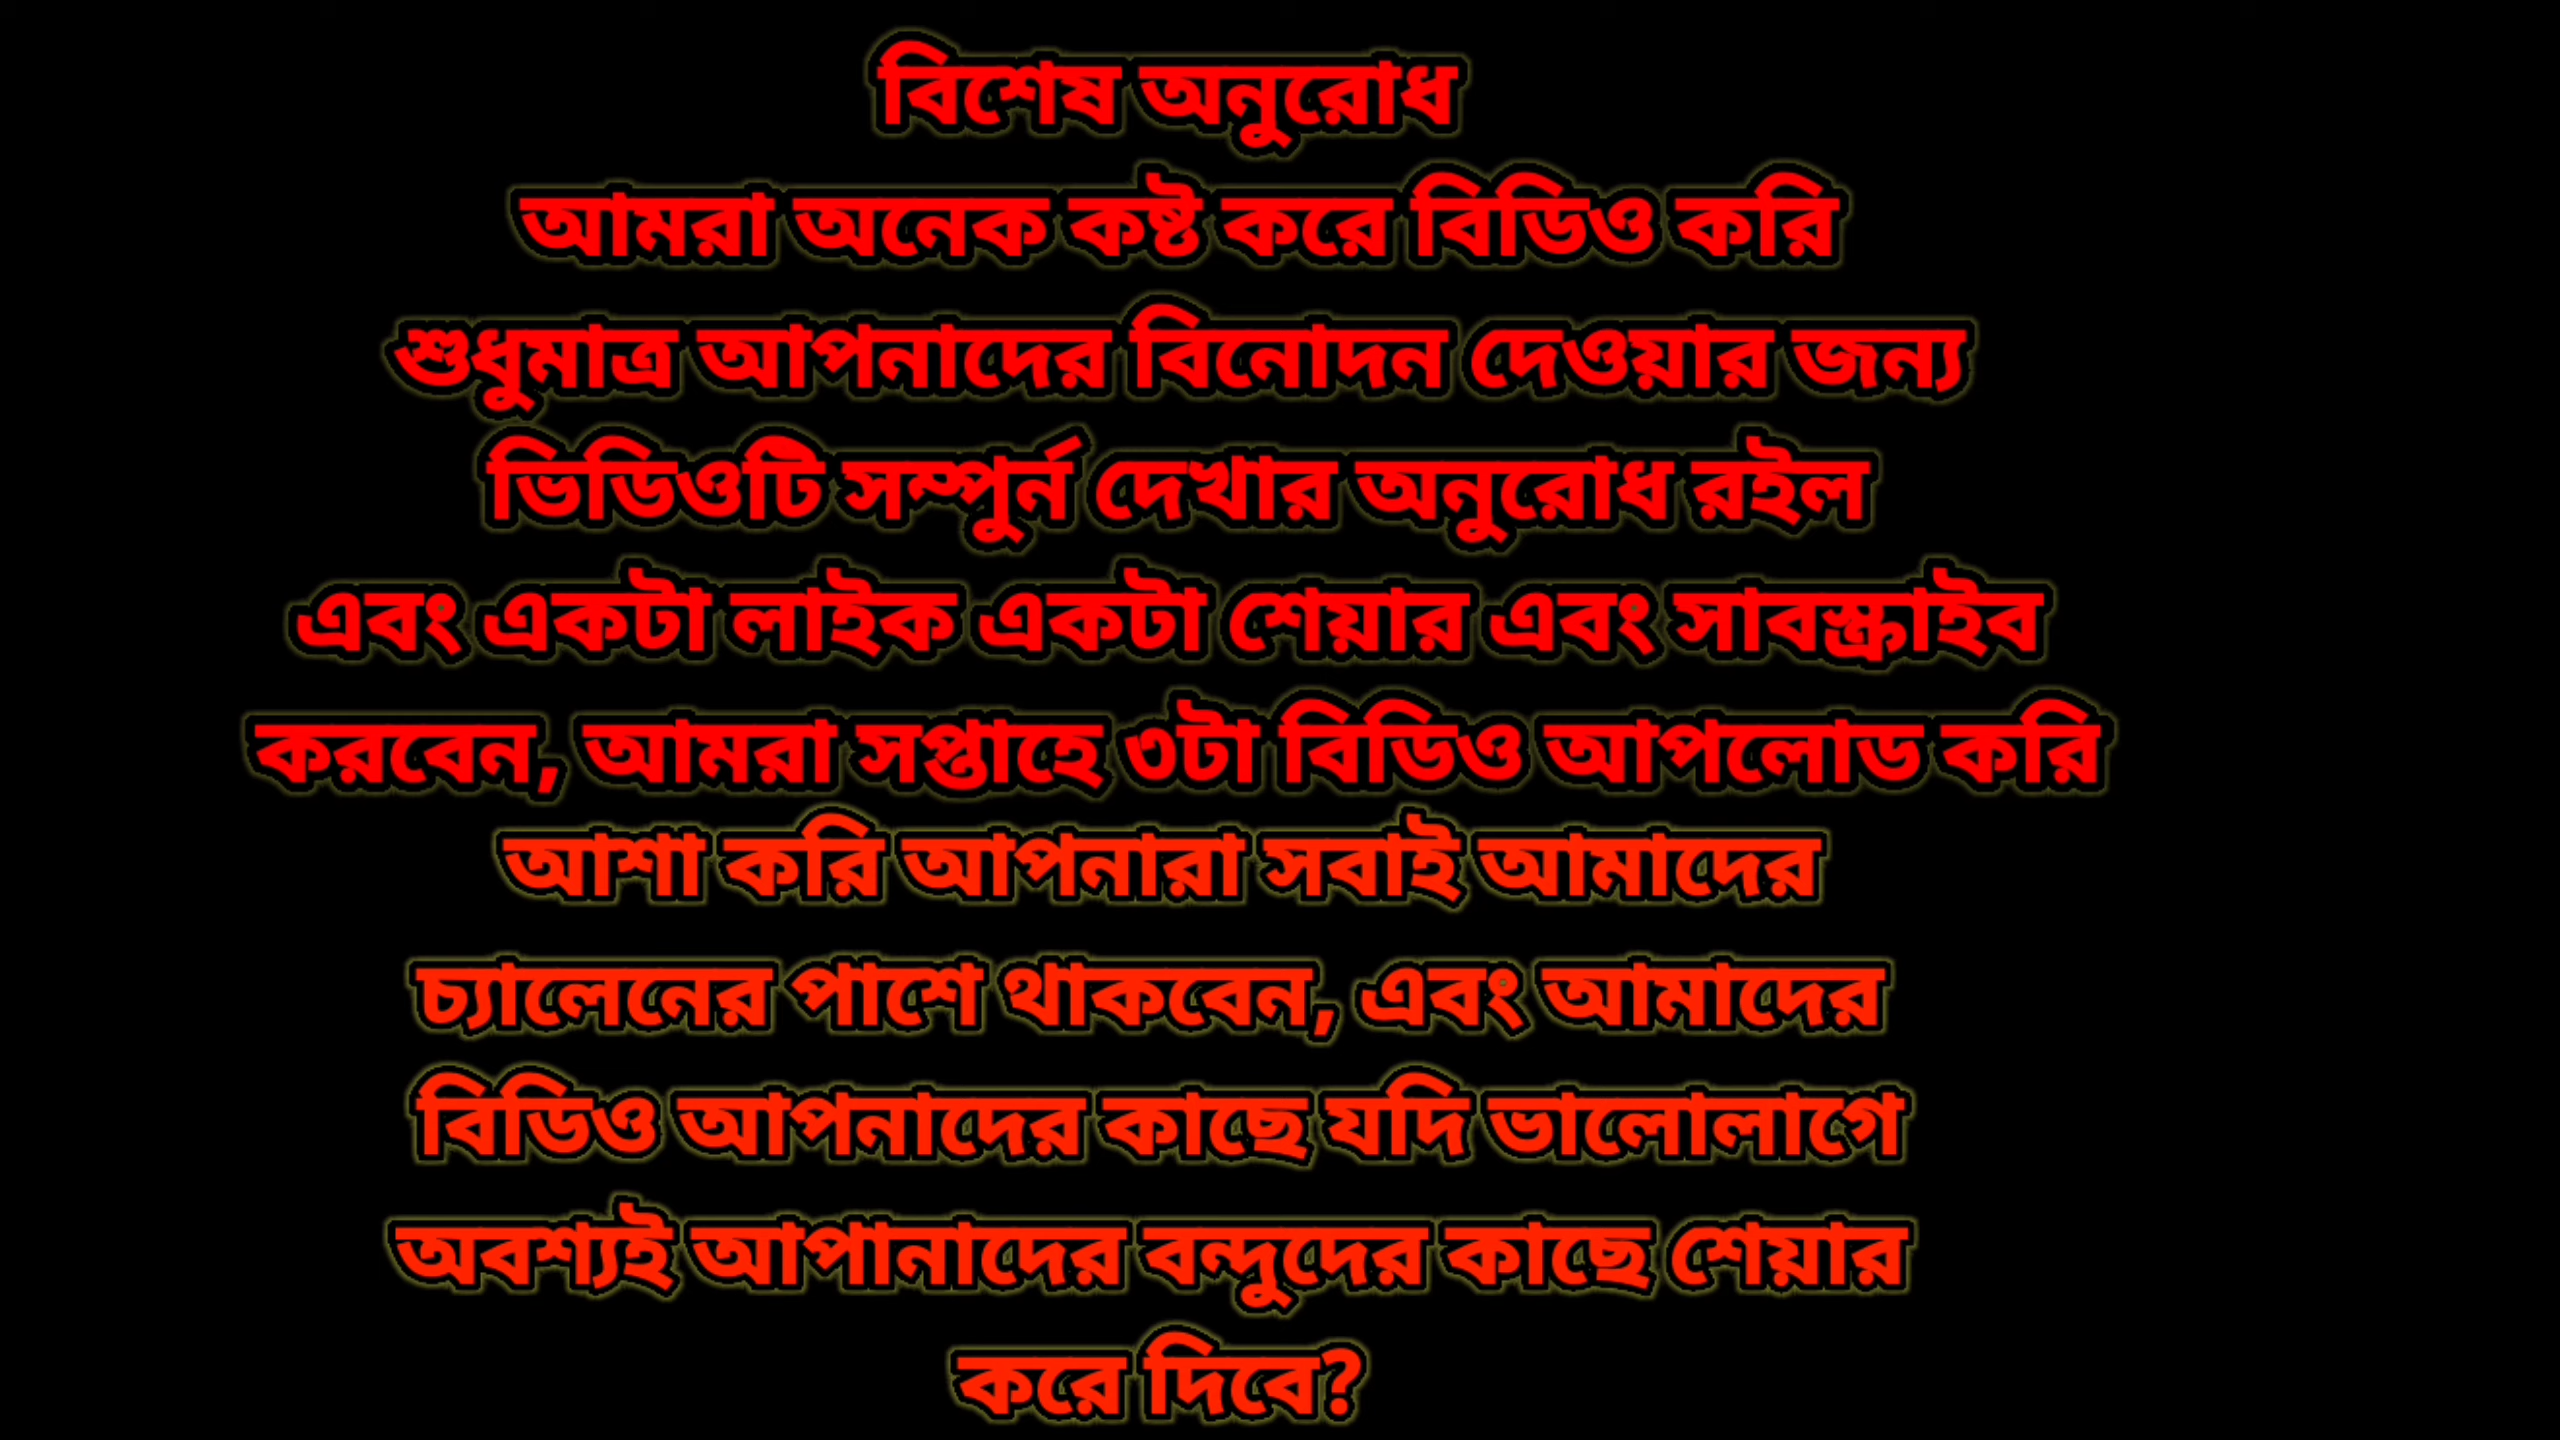 বিশেষ অনুরোধ
আমরা অনেক কষ্ট করে বিডিও করি
শুধুমাত্র আপনাদের বিনোদন দেওয়ার জন্য
ভিডিওটি সম্পুর্ন দেখার অনুরোধ রইল
এবং একটা লাইক একটা শেয়ার এবং সাবস্ক্রাইব
করবেন, আমরা সপ্তাহে ৩টা বিডিও আপলোড করি
আশা করি আপনারা সবাই আমাদের
চ্যালেনের পাশে থাকবেন, এবং আমাদের
বিডিও আপনাদের কাছে যদি ভালোলাগে
অবশ্যই আপানাদের বন্দুদের কাছে শেয়ার
করে দিবে?